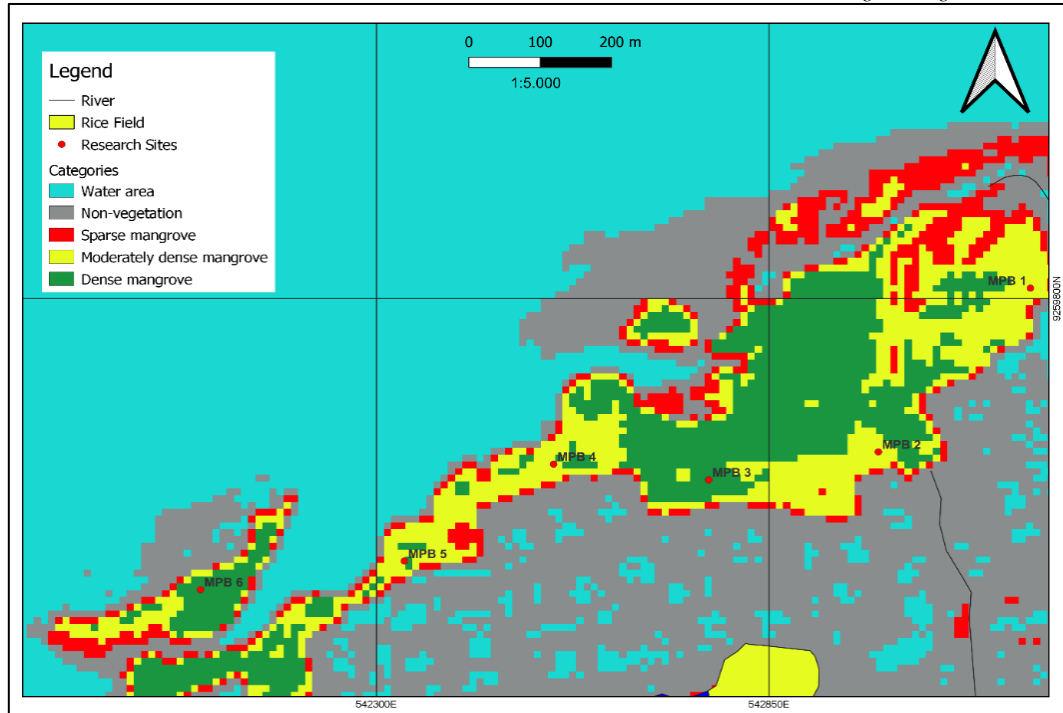 0 100 200 m
1:5.000
Legend
River
Rice Field
Research Sites
Categories
Water area
Non-vegetation
Sparse mangrove
Moderately dense mangrove
Dense mangrove
MPB 1
9259800N
MPB 2
MPB 4
MPB 3
MPB 5
MPB 6
542300E 542850E